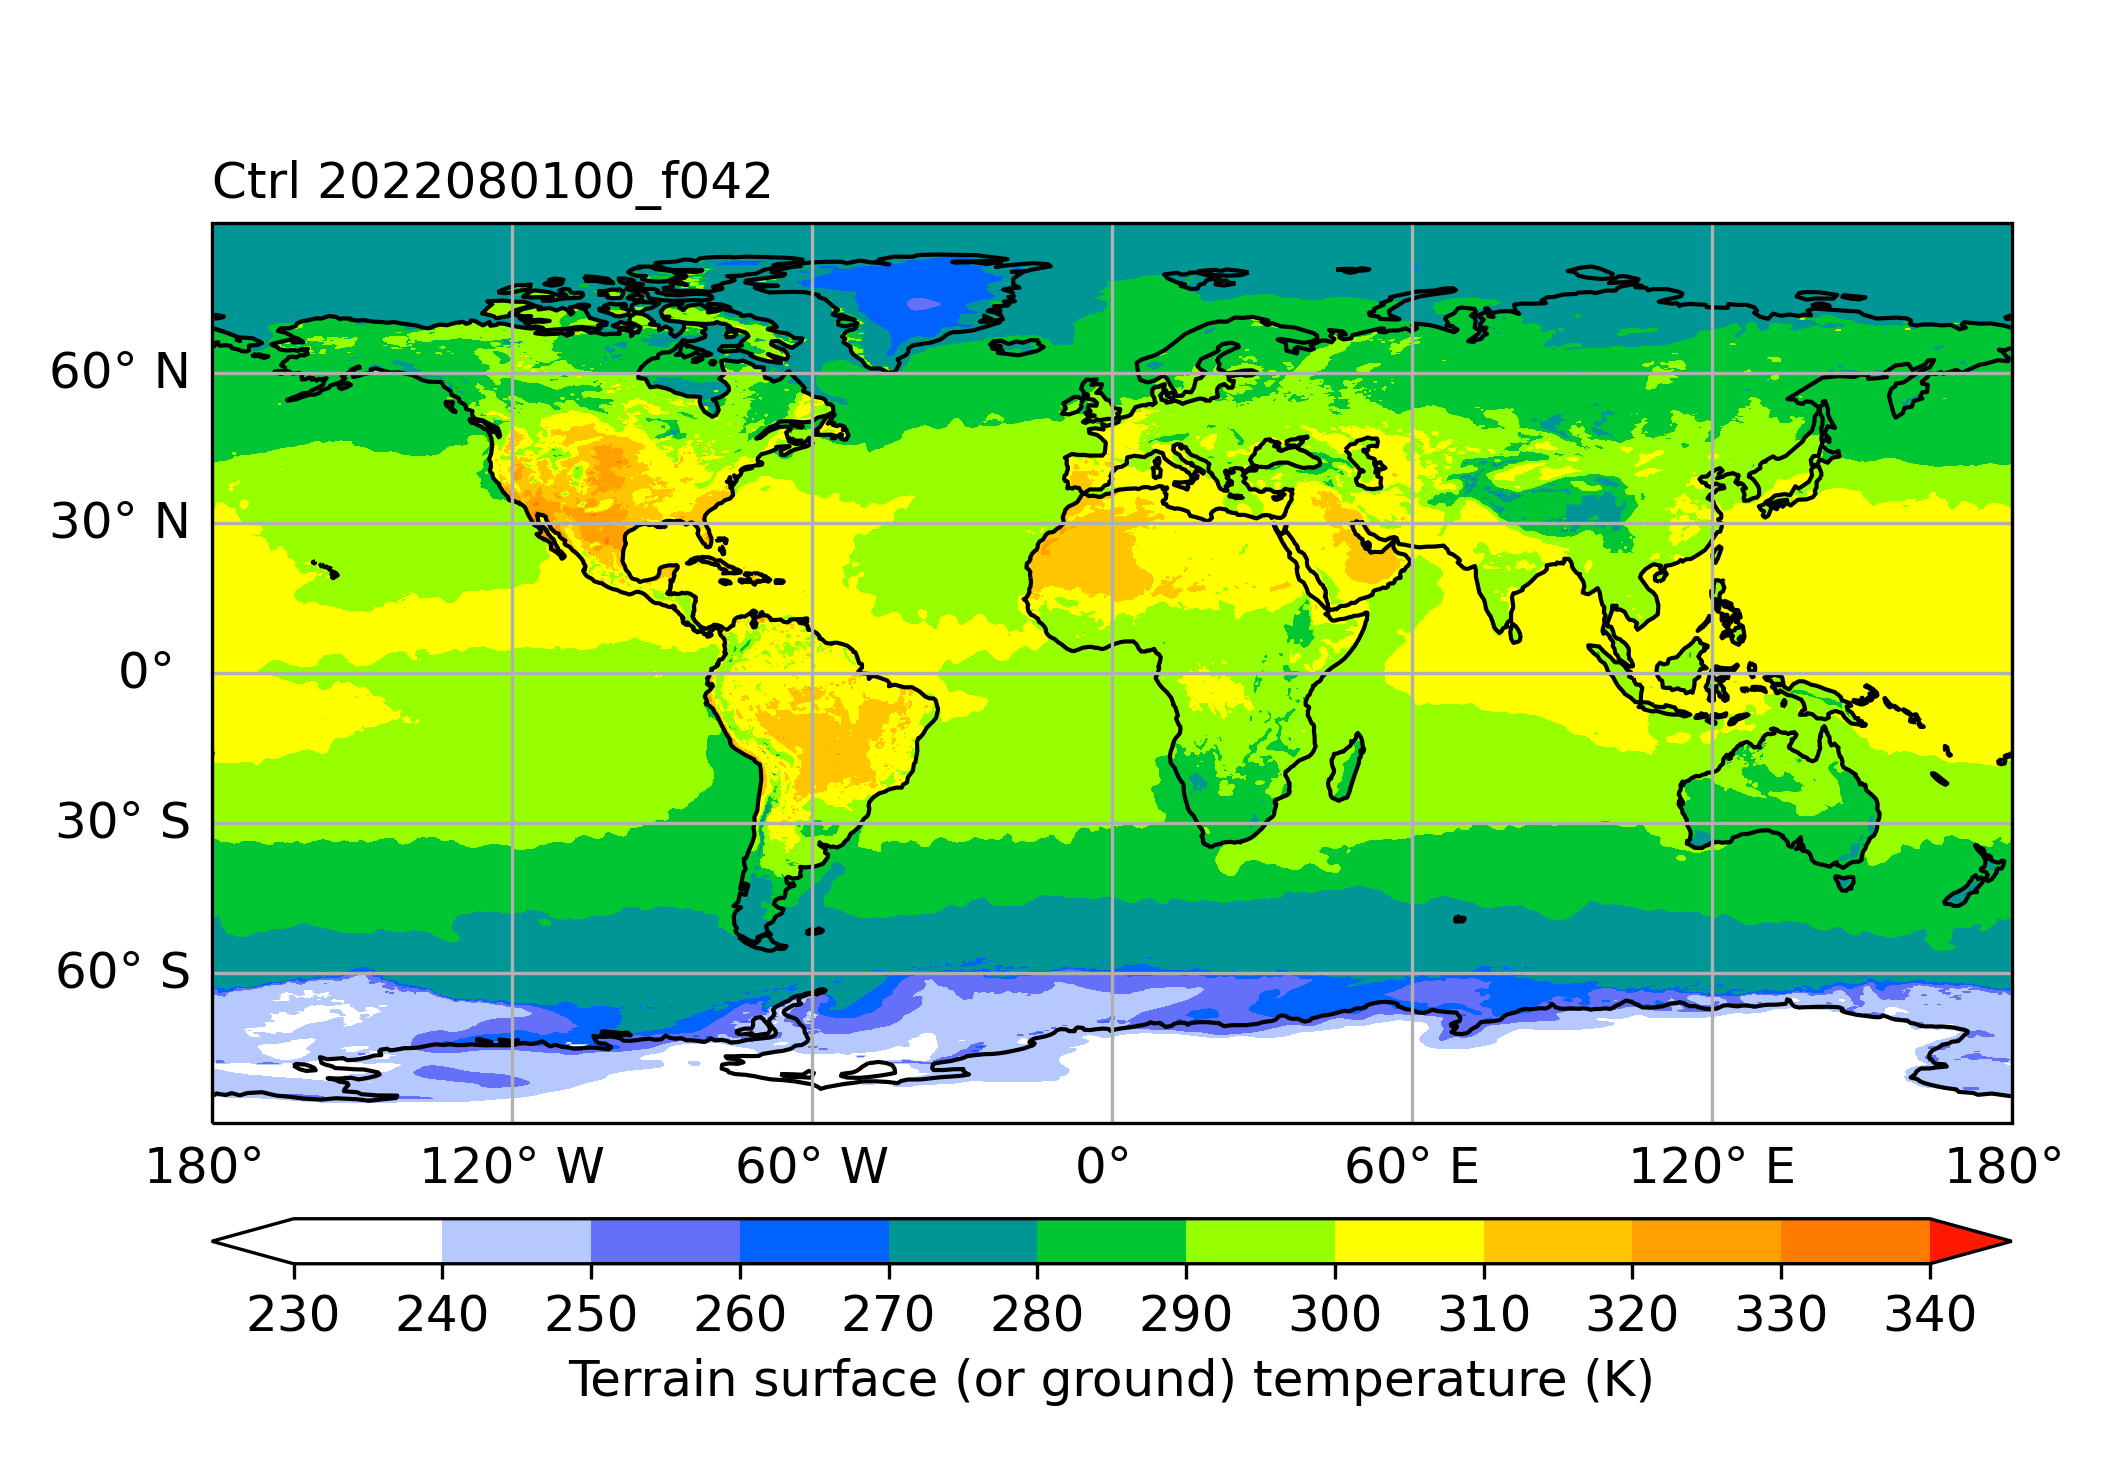 Ctrl 2022080100_f042
60° N
30° N
0°
30° S
60° S
180° 120° W 60° W 0° 60° E 120° E 180°
230 240 250 260 270 280 290 300 310 320 330 340
Terrain surface (or ground) temperature (K)